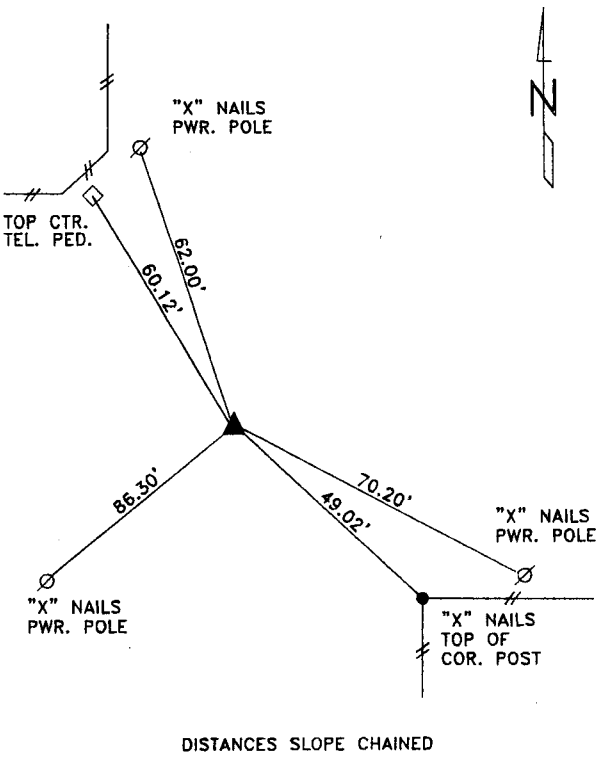 N
"X" NAILS
PWR. POLE
TOP CTR.
TEL. PED.
62.00'
60.12'
86.30'
70.20'
49.02'
"X" NAILS
PWR. POLE
"X" NAILS
PWR. POLE
"X" NAILS
TOP OF
COR. POST
DISTANCES SLOPE CHAINED